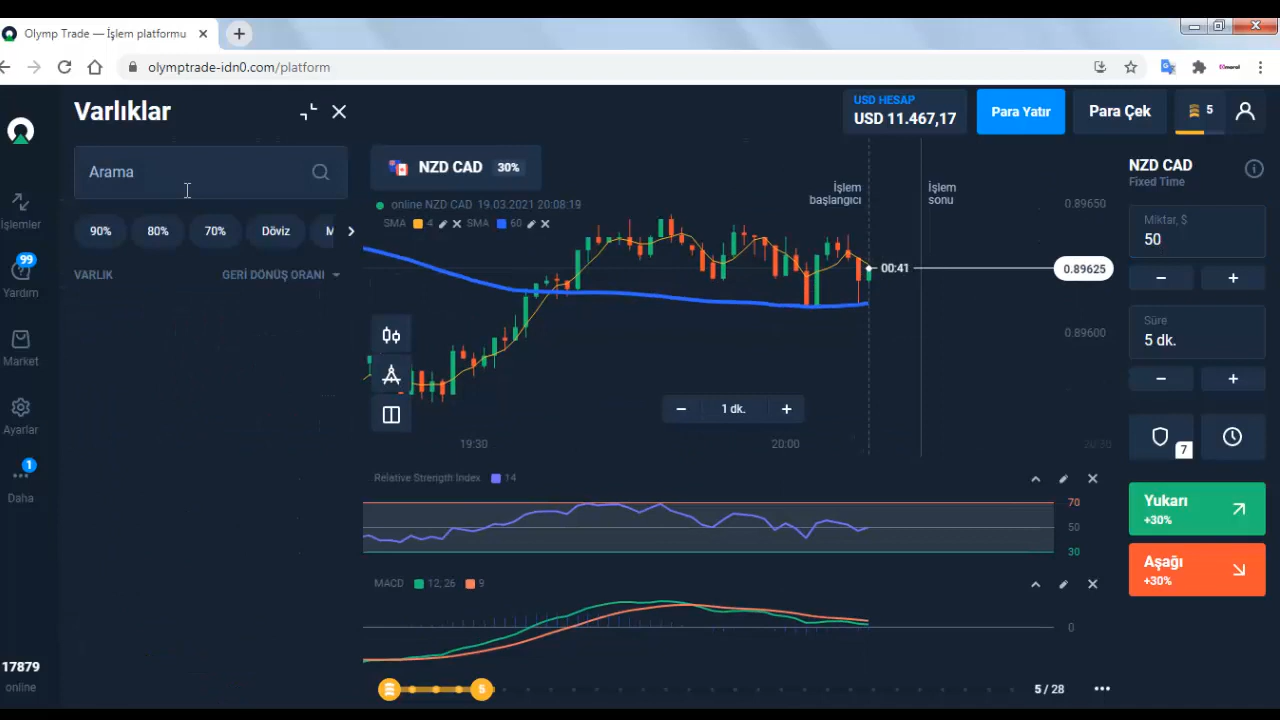 Olymp Trade — İşlem platformu
olymptrade-idn0.com/platform
Varlıklar
Arama
90% 80% 70% Döviz M
VARLIK GERİ DÖNÜŞ ORANI
İşlemler
99
Yardım
Market
Ayarlar
1
Daha
17879
online
USD HESAP
USD 11.467,17
Para Yatır
Para Çek
5
NZD CAD 30%
online NZD CAD 19.03.2021 20:08:19
SMA 4 SMA 60
İşlem
başlangıcı
İşlem
sonu
0.89650
00:41
0.89625
0.89600
1 dk.
19:30 20:00 20:30
Relative Strength Index 14
70
50
30
MACD 12; 26 9
0
5
5 / 28
NZD CAD
Fixed Time
Miktar, $
50
Süre
5 dk.
7
Yukarı
+30%
Aşağı
+30%